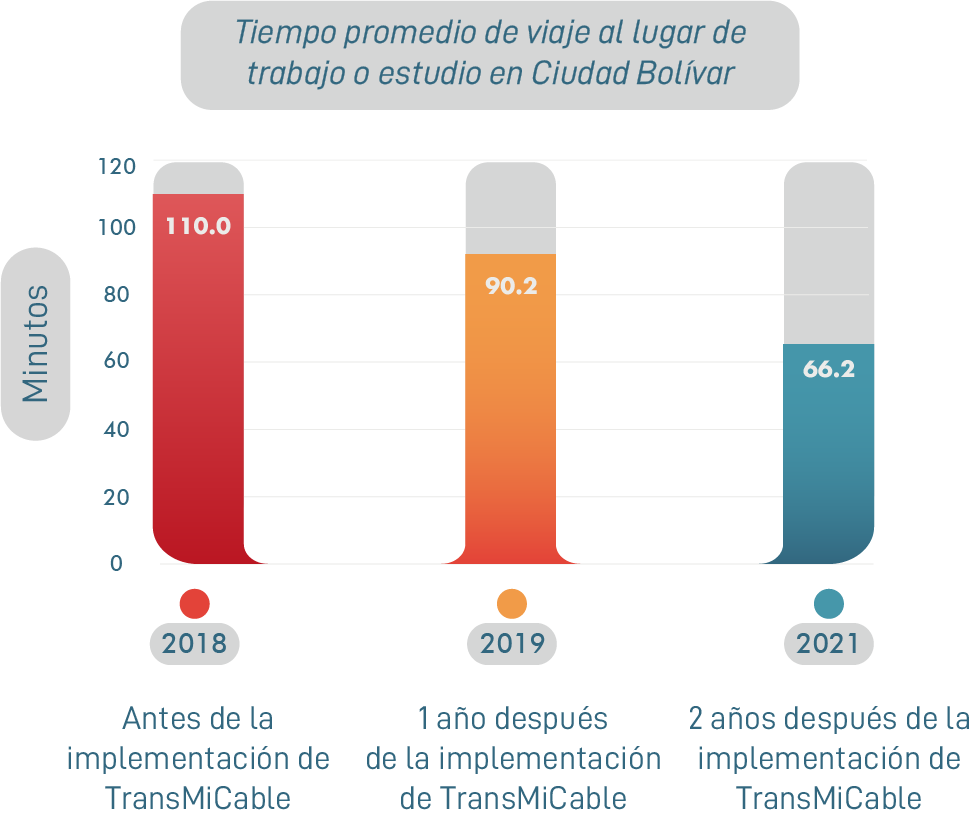 Tiempo promedio de viaje al lugar de
trabajo o estudio en Ciudad Bolívar
Minutos
120
100
80
60
40
20
0
110.0
90.2
66.2
2018
2019
2021
Antes de la
implementación de
TransMiCable
1 año después
de la implementación
de TransMiCable
2 años después de la
implementación de
TransMiCable